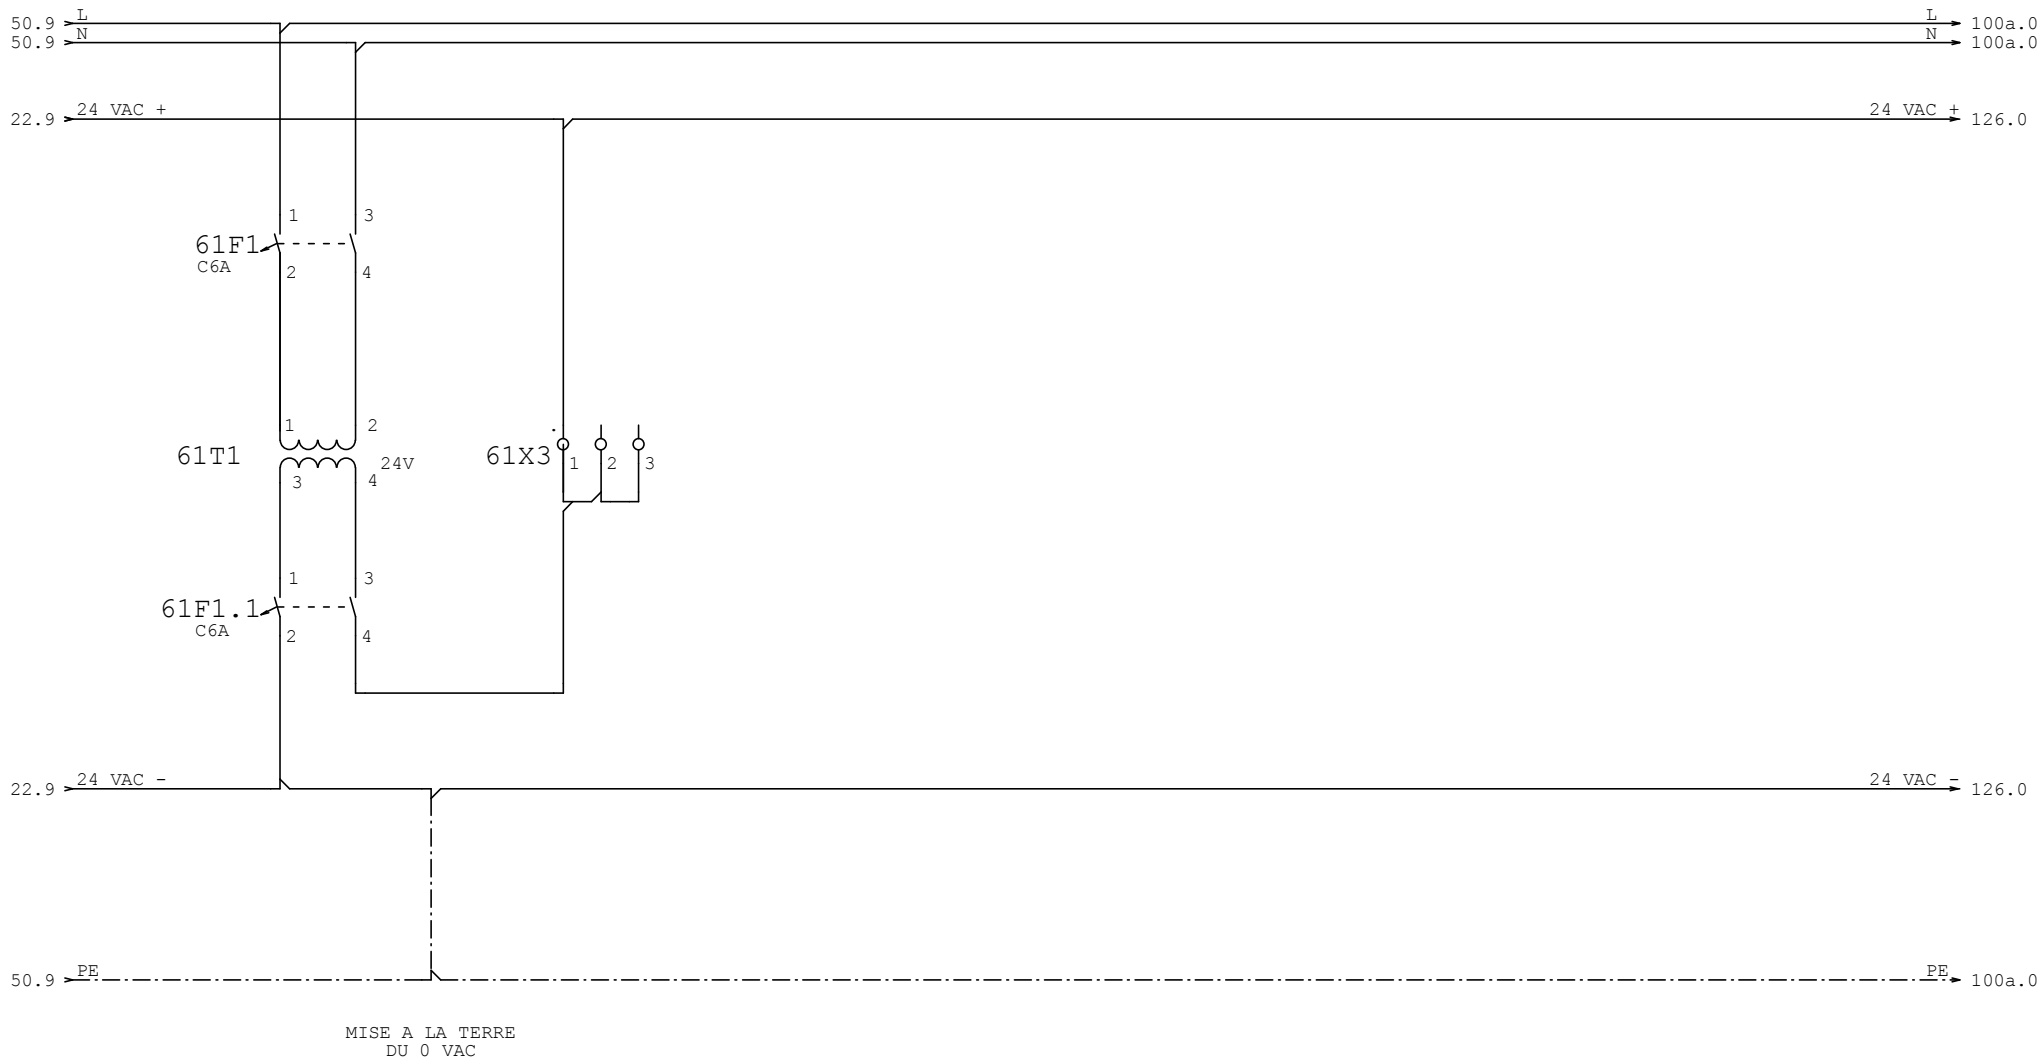 L
50.9
L
100a.0
N
50.9
N
100a.0
24 VAC +
22.9
24 VAC +
126.0
1
3
61F1
C6A
2
4
1
2
61T1
24V
3
4
61X3
1
2
3
1
3
61F1.1
C6A
2
4
24 VAC -
22.9
24 VAC -
126.0
PE
50.9
PE
100a.0
MISE A LA TERRE
DU 0 VAC